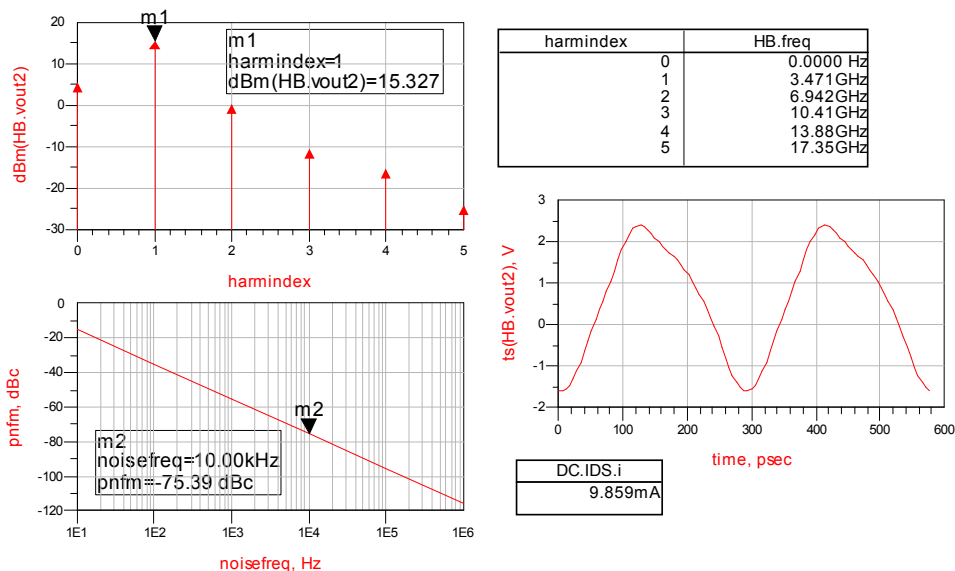 m1
20
10
0
-10
-20
-30
dBm(HB.vout2)
m1
harmindex=1
dBm(HB.vout2)=15.327
0 1 2 3 4 5
harmindex
harmindex HB.freq
0 0.0000 Hz
1 3.471GHz
2 6.942GHz
3 10.41GHz
4 13.88GHz
5 17.35GHz
3
2
1
0
-1
-2
ts(HB.vout2), V
0 100 200 300 400 500 600
time, psec
0
-20
-40
-60
-80
-100
-120
pnfm, dBc
m2
m2
noisefreq=10.00kHz
pnfm=-75.39 dBc
1E1 1E2 1E3 1E4 1E5 1E6
noisefreq, Hz
DC.IDS.i
9.859mA